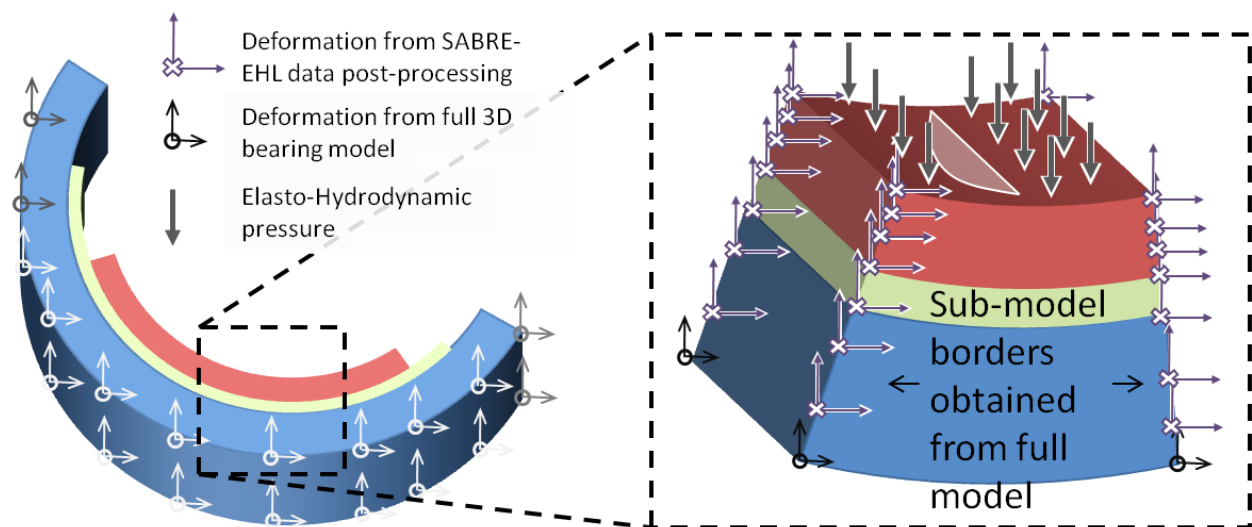 Deformation from SABRE-
EHL data post-processing
Deformation from full 3D
bearing model
Elasto-Hydrodynamic
pressure
Sub-model
borders
obtained
from full
model